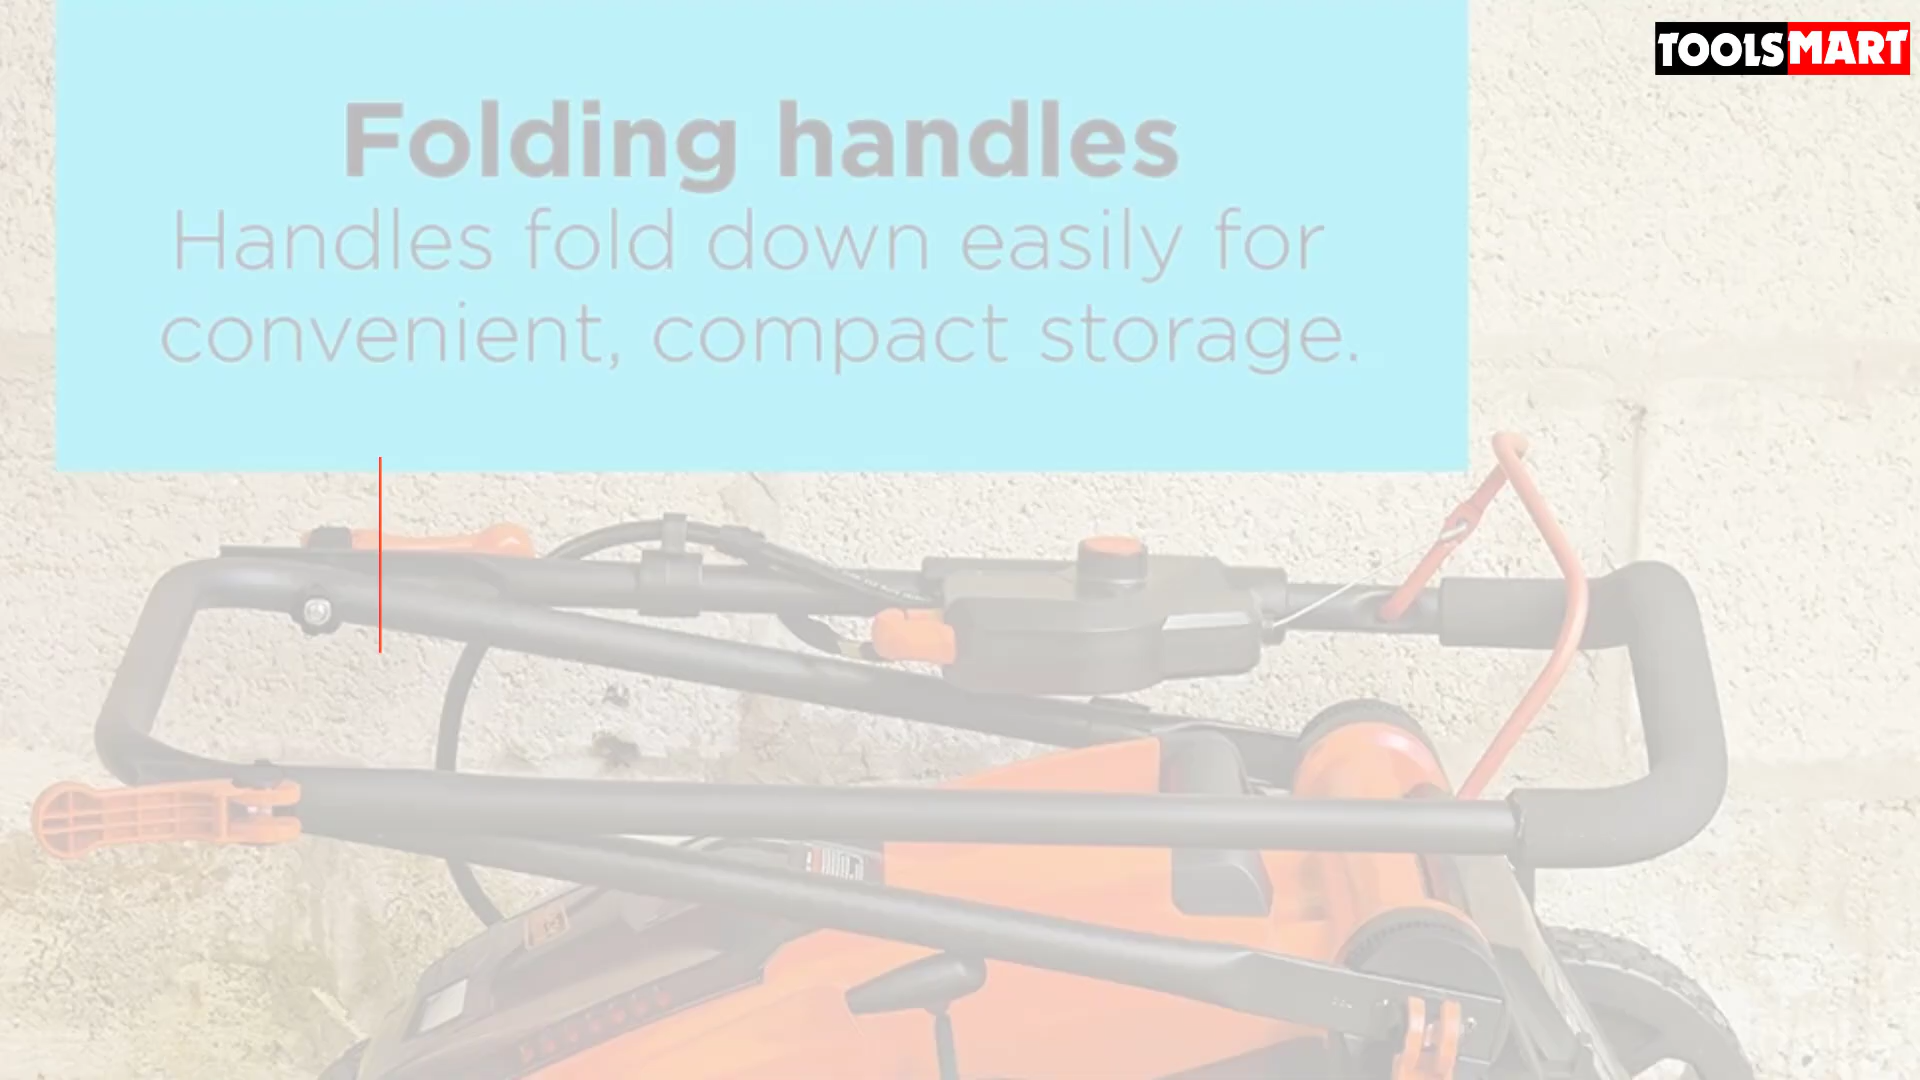 TOOLSMART
Folding handles
Handles fold down easily for
convenient, compact storage.